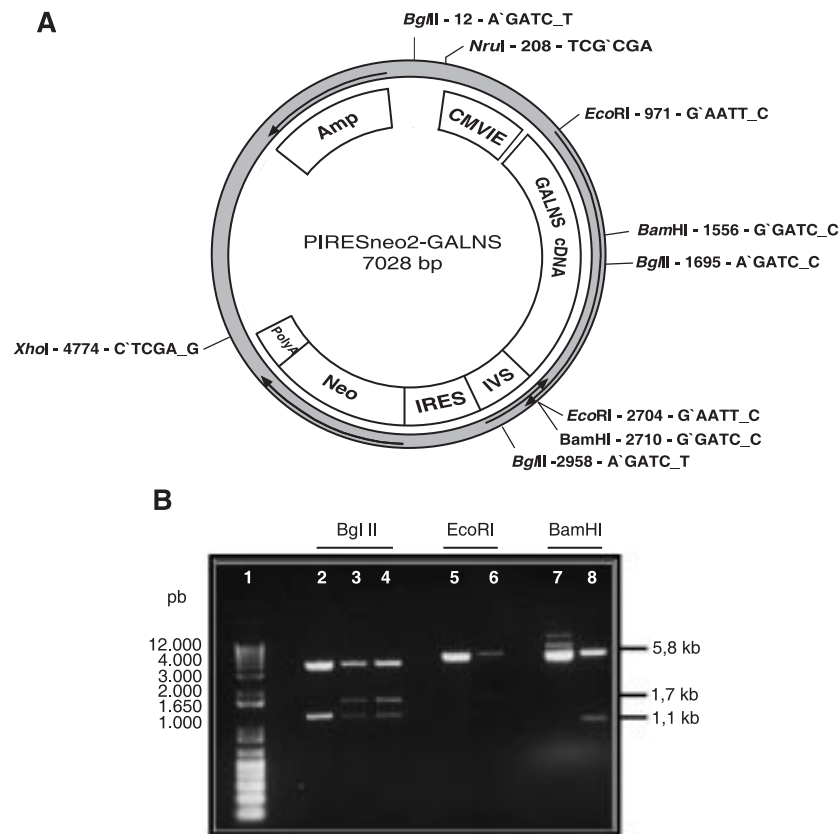 A
BglII - 12 - A`GATC_T
NruI - 208 - TCG`CGA
EcoRI - 971 - G`AATT_C
Amp
CMVIE
GALNS cDNA
PIRESneo2-GALNS
7028 bp
BamHI - 1556 - G`GATC_C
BglII - 1695 - A`GATC_C
XhoI - 4774 - C`TCGA_G
PolyA
Neo
IRES
IVS
EcoRI - 2704 - G`AATT_C
BamHI - 2710 - G`GATC_C
BglII -2958 - A`GATC_T
B
Bgl II EcoRI BamHI
1 2 3 4 5 6 7 8
pb
12.000
4.000
3.000
2.000
1.650
1.000
5,8 kb
1,7 kb
1,1 kb